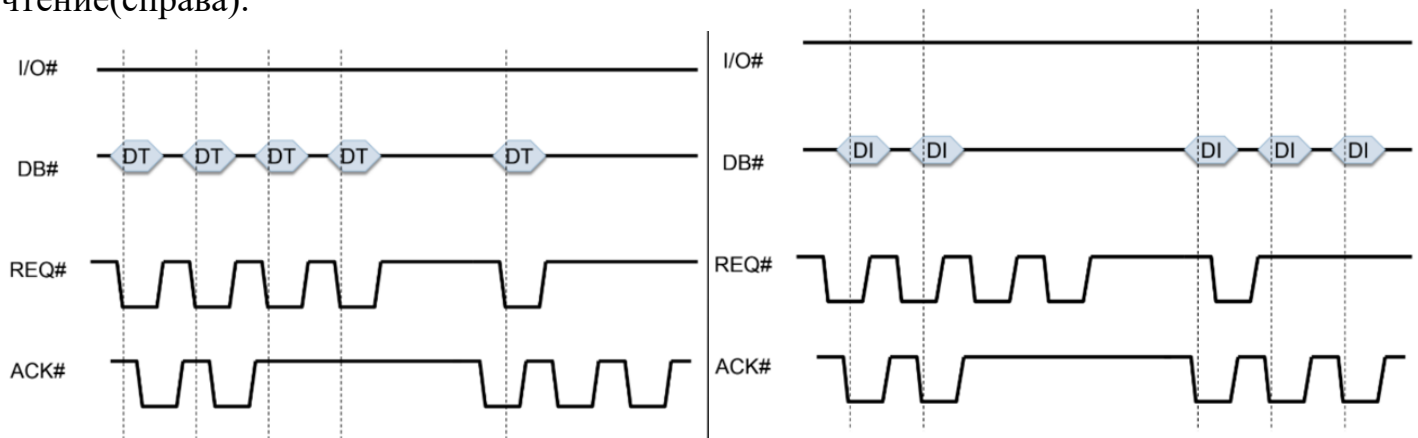 чтение(справа):
I/O#
DB#
DT DT DT DT DT
REQ#
ACK#
I/O#
DB#
DI DI DI DI DI
REQ#
ACK#